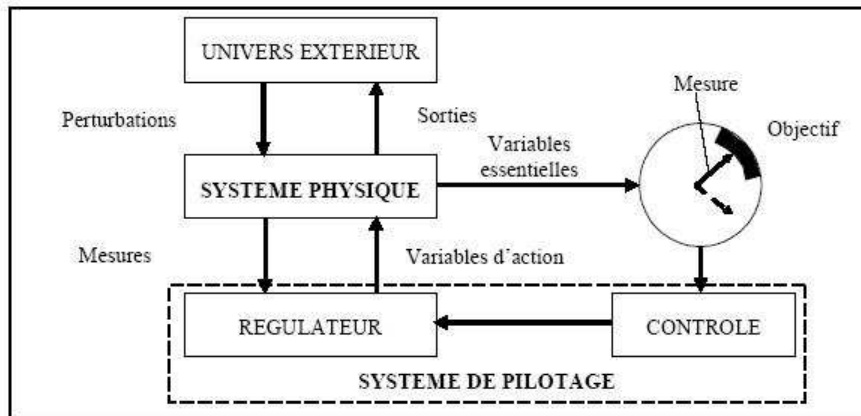 UNIVERS EXTERIEUR
Perturbations
Sorties
Mesure
Objectif
Variables
essentielles
SYSTEME PHYSIQUE
Mesures
Variables d'action
REGULATEUR
CONTROLE
SYSTEME DE PILOTAGE